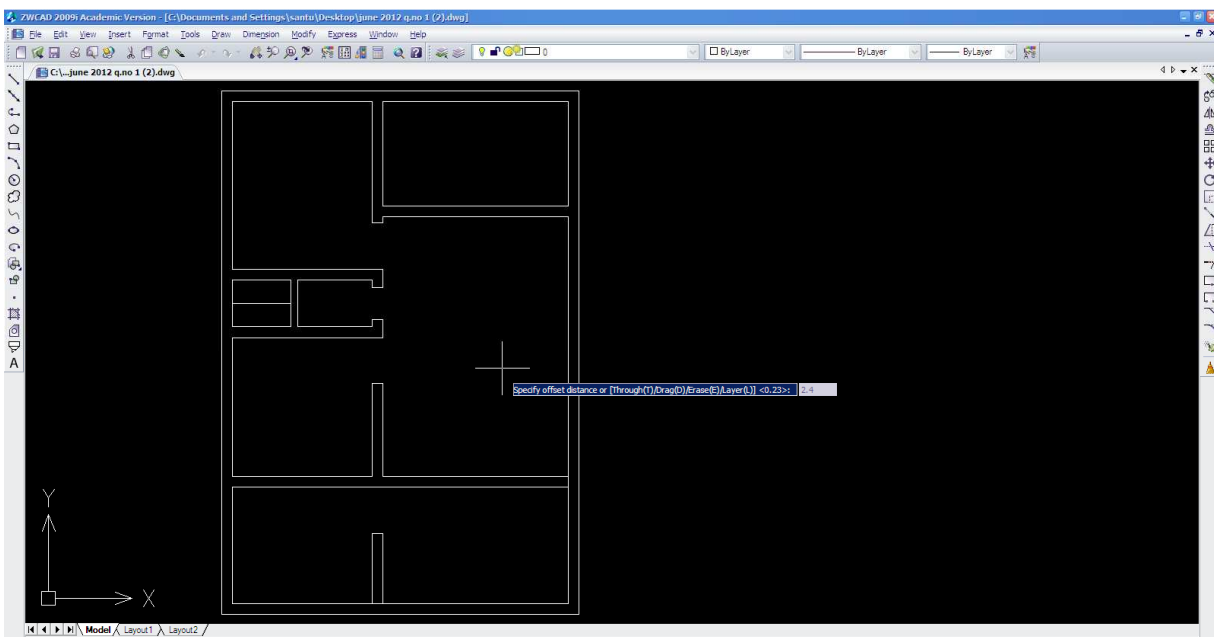 ZWCAD 2009i Academic Version - [C:\Documents and Settings\santu\Desktop\june 2012 q.no 1 (2).dwg]
File Edit View Insert Format Tools Draw Dimension Modify Express Window Help
0 ByLayer ByLayer ByLayer
C:\...june 2012 q.no 1 (2).dwg
A
Specify offset distance or [Through(T)/Drag(D)/Erase(E)/Layer(L)] <0.23>: 2.4
Y
X
Model Layout1 Layout2